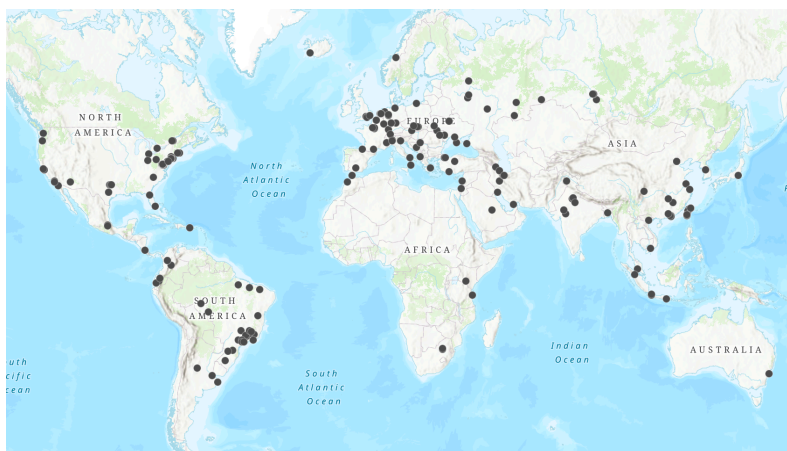 NORTH
AMERICA
EUROPE
ASIA
North
Atlantic
Ocean
AFRICA
SOUTH
AMERICA
Indian
Ocean
AUSTRALIA
uth
cific
cean
South
Atlantic
Ocean